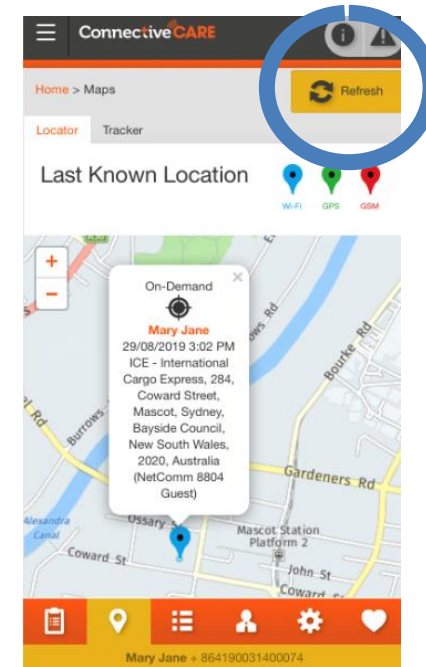 ConnectiveCARE
Home > Maps
Refresh
Locator Tracker
Last Known Location
Wi-Fi GPS GSM
+
−
On-Demand
Mary Jane
29/08/2019 3:02 PM
ICE - International
Cargo Express, 284,
Coward Street,
Mascot, Sydney,
Bayside Council,
New South Wales,
2020, Australia
(NetComm 8804
Guest)
Rd
Bourke Rd
Rd
Burrows
Gardeners Rd
Alexandra
Canal
Ossary
Mascot Station
Platform 2
Coward St
John St
Coward
Mary Jane + 864190031400074